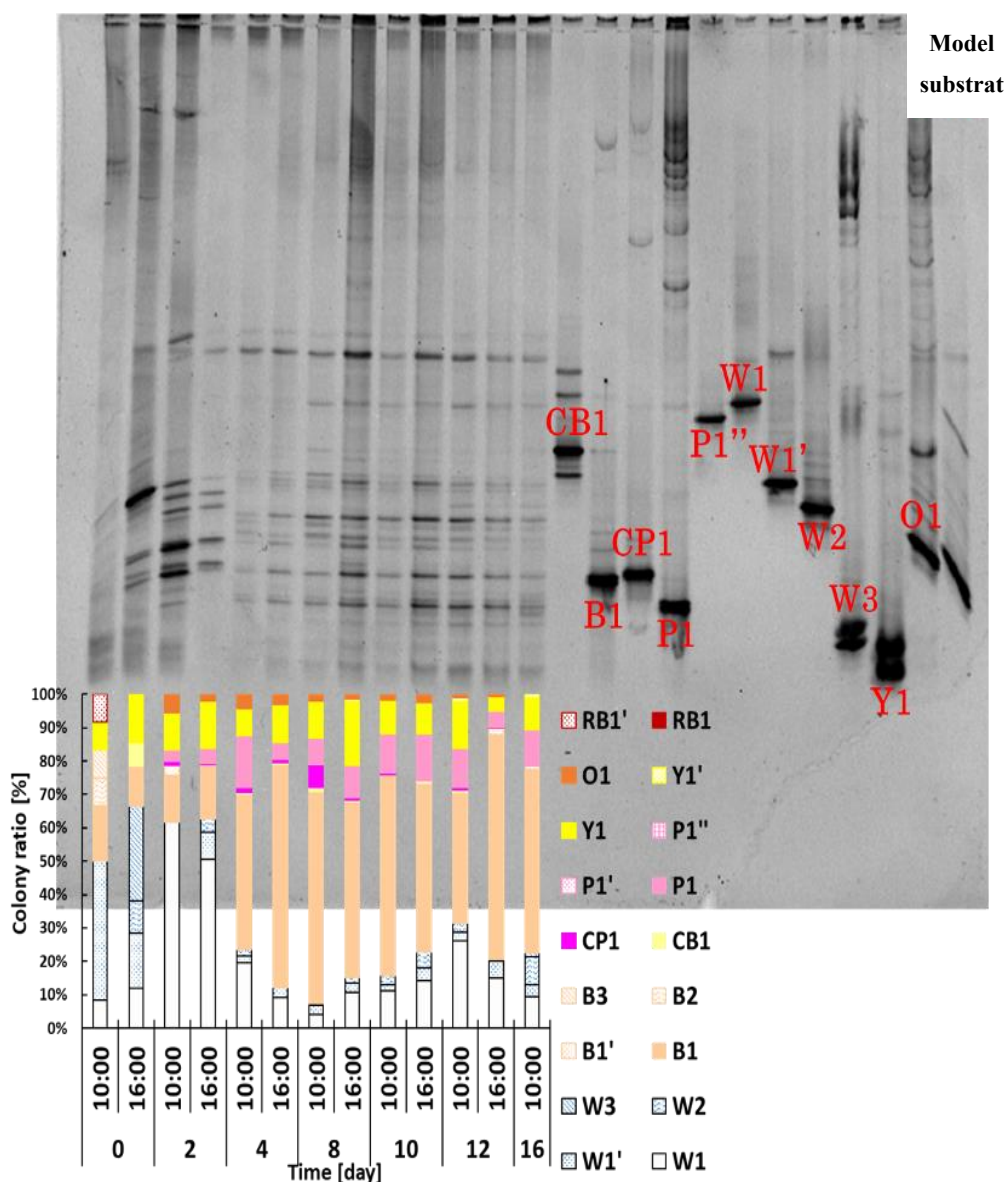 Model
substrat
W1
P1’’
CB1
W1’
W2
O1
CP1
B1
P1
W3
Y1
100%
90%
80%
70%
60%
50%
40%
30%
20%
10%
0%
Colony ratio [%]
RB1' RB1
O1 Y1'
Y1 P1''
P1' P1
CP1 CB1
B3 B2
B1' B1
W3 W2
W1' W1
10:00 16:00 10:00 16:00 10:00 16:00 10:00 16:00 10:00 16:00 10:00 16:00 10:00
0 2 4 8 10 12 16
Time [day]